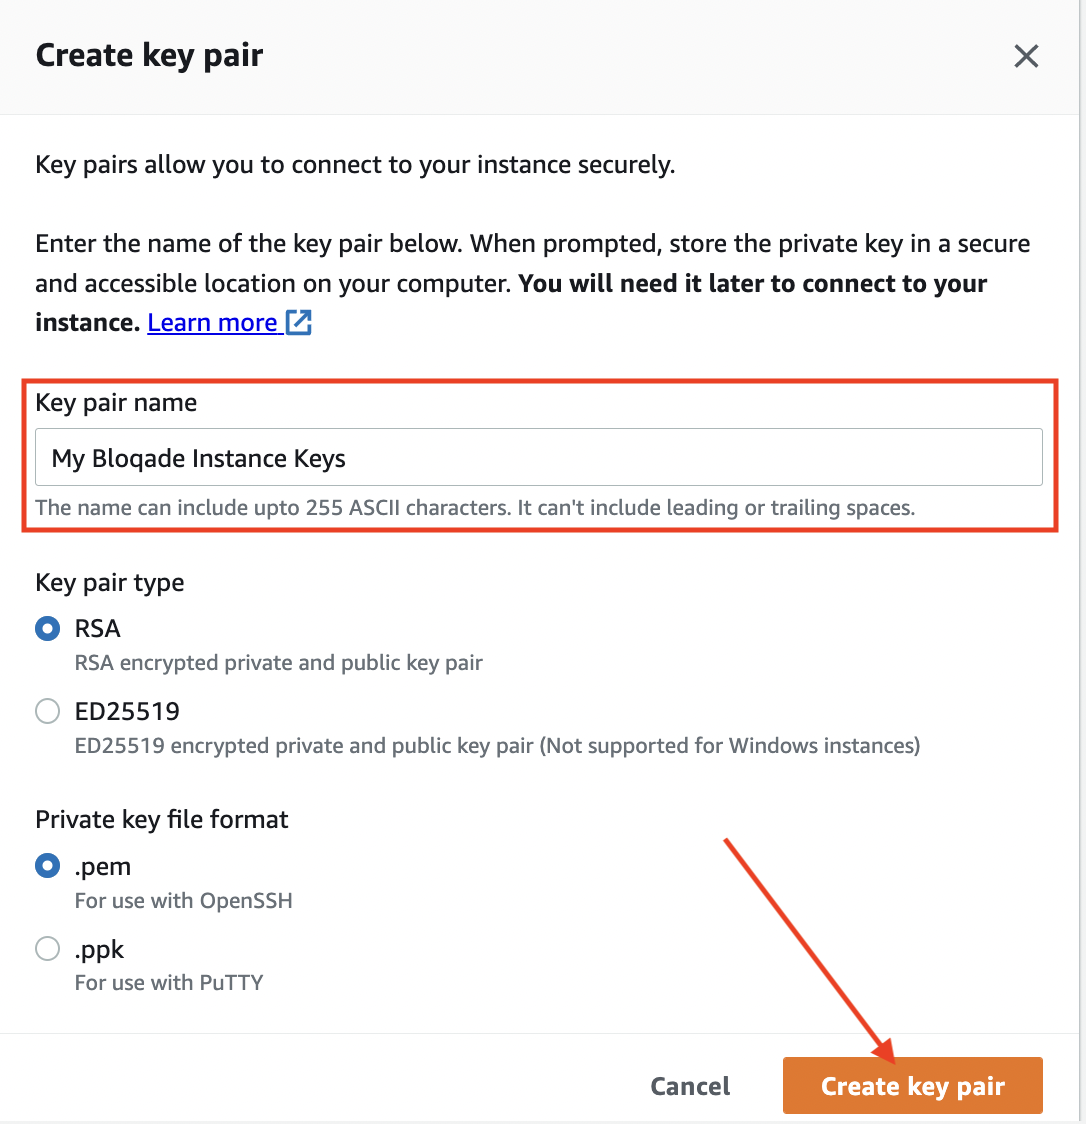 Create key pair
Key pairs allow you to connect to your instance securely.
Enter the name of the key pair below. When prompted, store the private key in a secure
and accessible location on your computer. You will need it later to connect to your
instance. Learn more
Key pair name
My Bloqade Instance Keys
The name can include upto 255 ASCII characters. It can't include leading or trailing spaces.
Key pair type
RSA
RSA encrypted private and public key pair
ED25519
ED25519 encrypted private and public key pair (Not supported for Windows instances)
Private key file format
.pem
For use with OpenSSH
.ppk
For use with PuTTY
Cancel
Create key pair